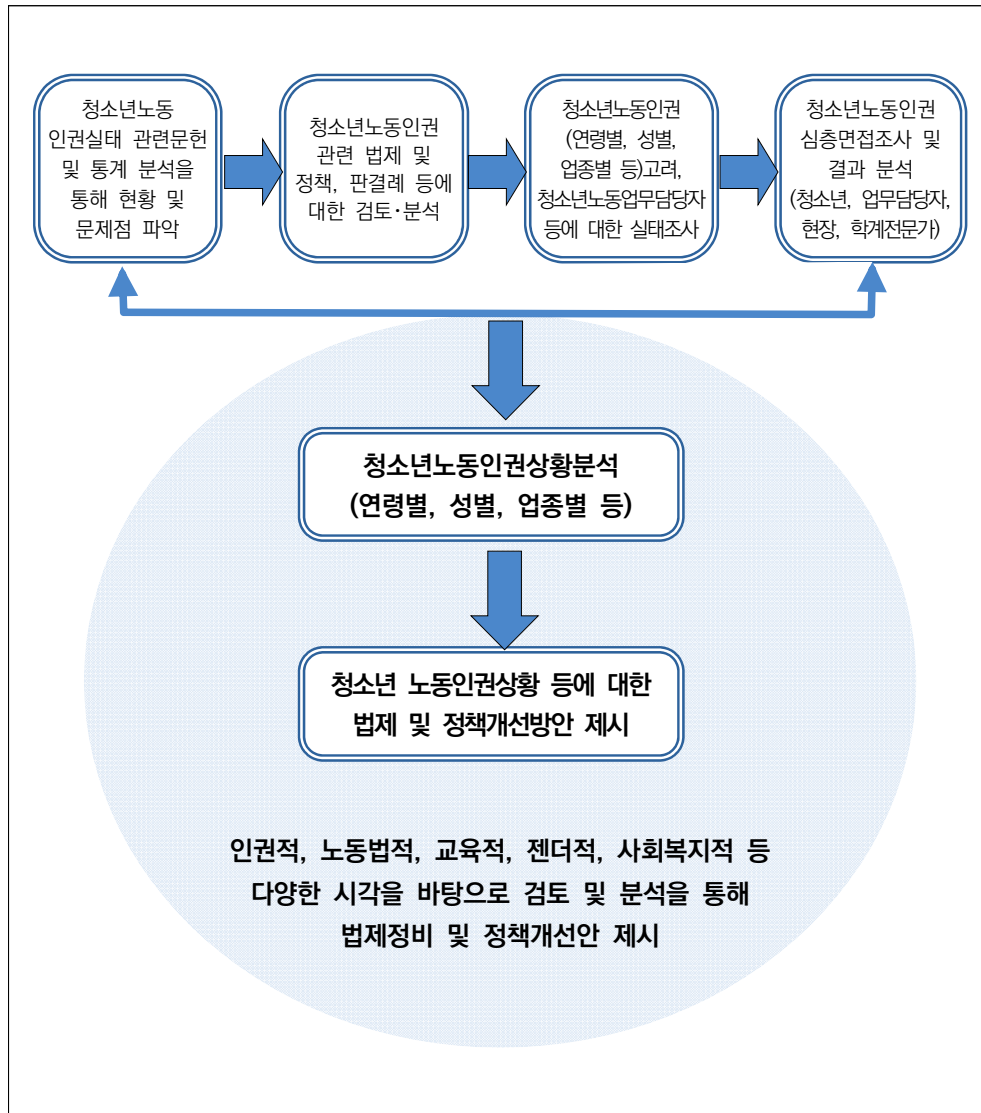 청소년노동
인권실태 관련문헌
및 통계 분석을
통해 현황 및
문제점 파악
청소년노동인권
관련 법제 및
정책, 판결례 등에
대한 검토·분석
청소년노동인권
(연령별, 성별,
업종별 등)고려,
청소년노동업무담당자
등에 대한 실태조사
청소년노동인권
심층면접조사 및
결과 분석
(청소년, 업무담당자,
현장, 학계전문가)
청소년노동인권상황분석
(연령별, 성별, 업종별 등)
청소년 노동인권상황 등에 대한
법제 및 정책개선방안 제시
인권적, 노동법적, 교육적, 젠더적, 사회복지적 등
다양한 시각을 바탕으로 검토 및 분석을 통해
법제정비 및 정책개선안 제시